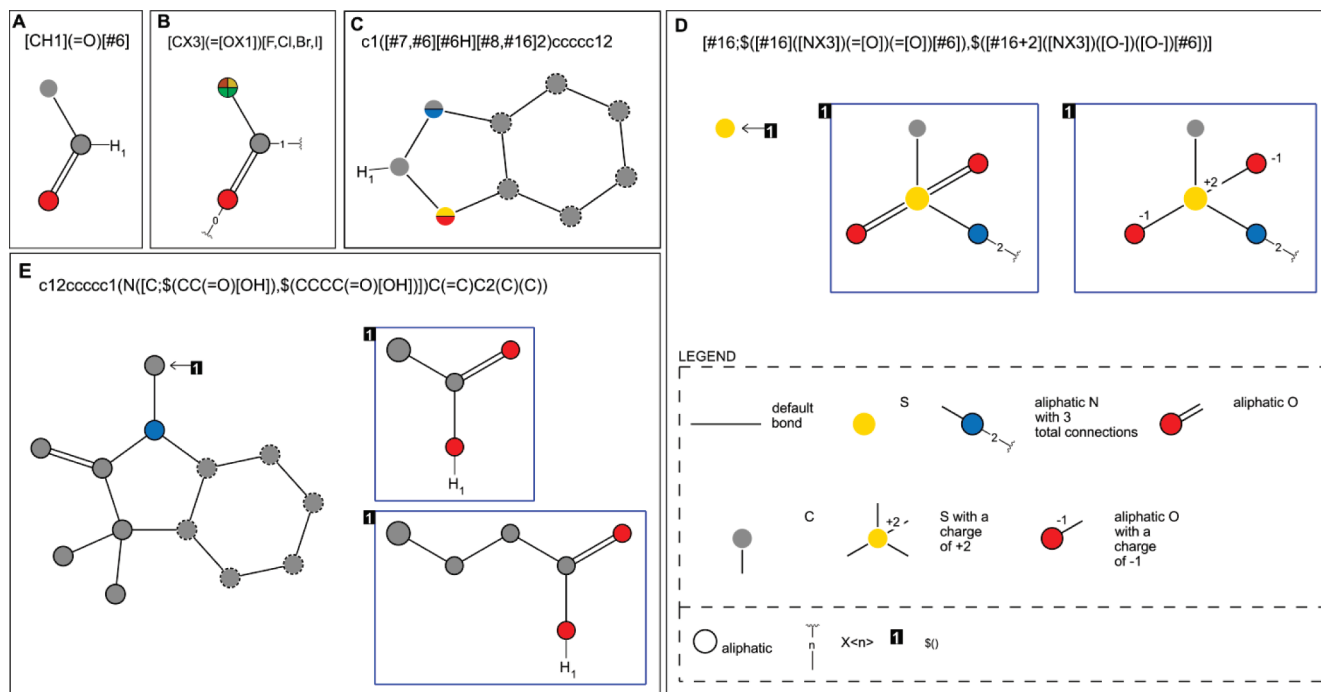 A
[CH1](=O)[#6]
H1
B
[CX3](=[OX1])[F,Cl,Br,I]
1
0
C
c1([#7,#6][#6H][#8,#16]2)ccccc12
H1
D
[#16;$([#16]([NX3])(=[O])(=[O])[#6]),$([#16+2]([NX3])([O-])([O-])[#6])]
1
1
2
1
-1
+2
-1
2
E
c12ccccc1(N([C;$(CC(=O)[OH]),$(CCCC(=O)[OH])])C(=C)C2(C)(C))
1
1
H1
1
H1
LEGEND
default
bond
S
2
aliphatic N
with 3
total connections
aliphatic O
C
+2
S with a
charge
of +2
-1
aliphatic O
with a
charge
of -1
aliphatic
n
X<n>
1
$()